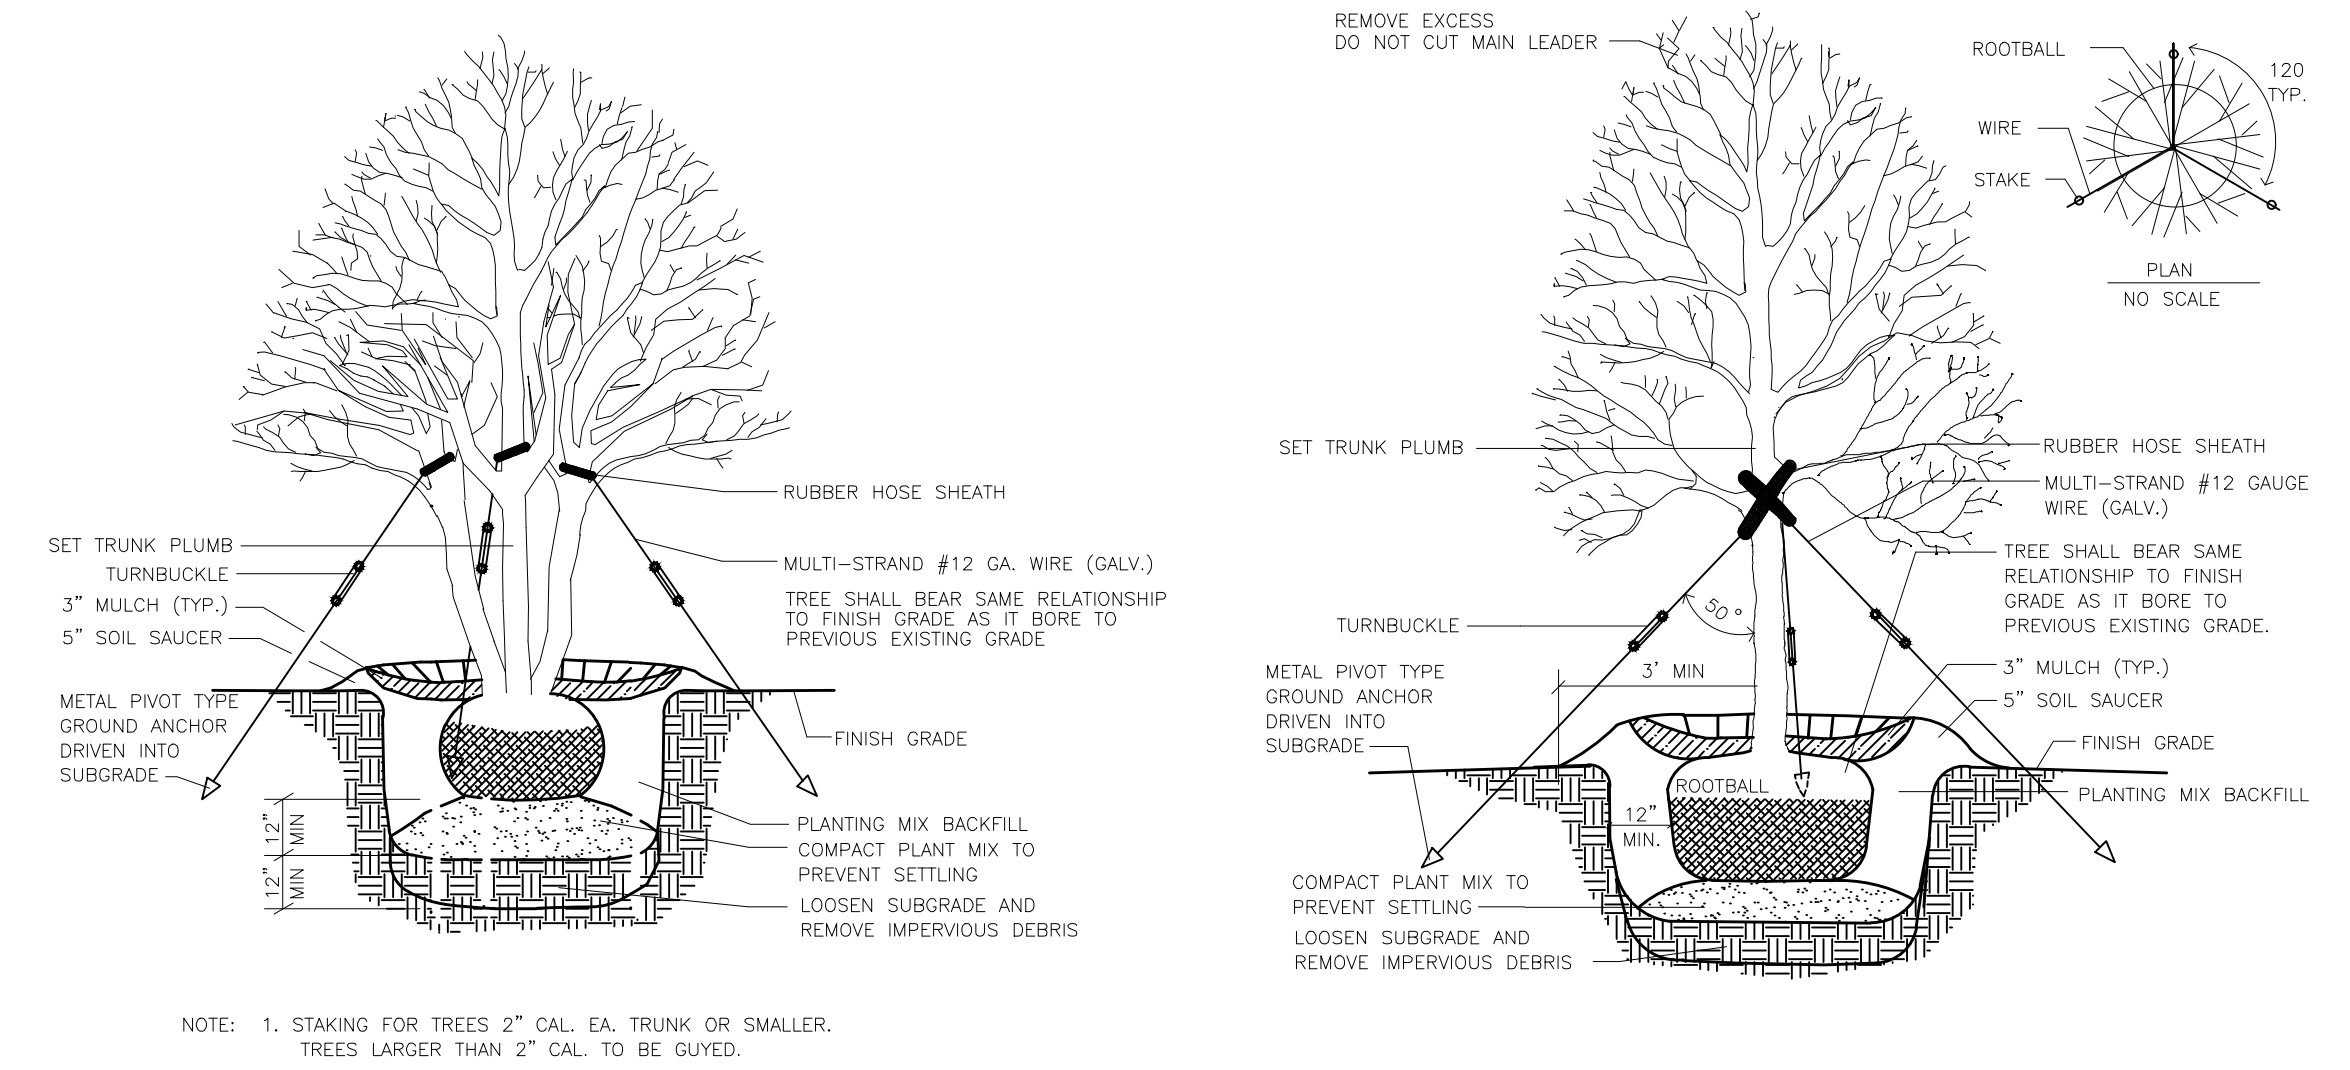 RUBBER HOSE SHEATH
SET TRUNK PLUMB
TURNBUCKLE
3" MULCH (TYP.)
5" SOIL SAUCER
MULTI-STRAND #12 GA. WIRE (GALV.)
TREE SHALL BEAR SAME RELATIONSHIP
TO FINISH GRADE AS IT BORE TO
PREVIOUS EXISTING GRADE
METAL PIVOT TYPE
GROUND ANCHOR
DRIVEN INTO
SUBGRADE
FINISH GRADE
12"
MIN
12"
MIN
PLANTING MIX BACKFILL
COMPACT PLANT MIX TO
PREVENT SETTLING
LOOSEN SUBGRADE AND
REMOVE IMPERVIOUS DEBRIS
NOTE: 1. STAKING FOR TREES 2" CAL. EA. TRUNK OR SMALLER.
TREES LARGER THAN 2" CAL. TO BE GUYED.
REMOVE EXCESS
DO NOT CUT MAIN LEADER
ROOTBALL
120
TYP.
WIRE
STAKE
PLAN
NO SCALE
SET TRUNK PLUMB
RUBBER HOSE SHEATH
MULTI-STRAND #12 GAUGE
WIRE (GALV.)
TREE SHALL BEAR SAME
RELATIONSHIP TO FINISH
GRADE AS IT BORE TO
PREVIOUS EXISTING GRADE.
50°
TURNBUCKLE
3' MIN
METAL PIVOT TYPE
GROUND ANCHOR
DRIVEN INTO
SUBGRADE
3" MULCH (TYP.)
5" SOIL SAUCER
FINISH GRADE
ROOTBALL
PLANTING MIX BACKFILL
12"
MIN.
COMPACT PLANT MIX TO
PREVENT SETTLING
LOOSEN SUBGRADE AND
REMOVE IMPERVIOUS DEBRIS